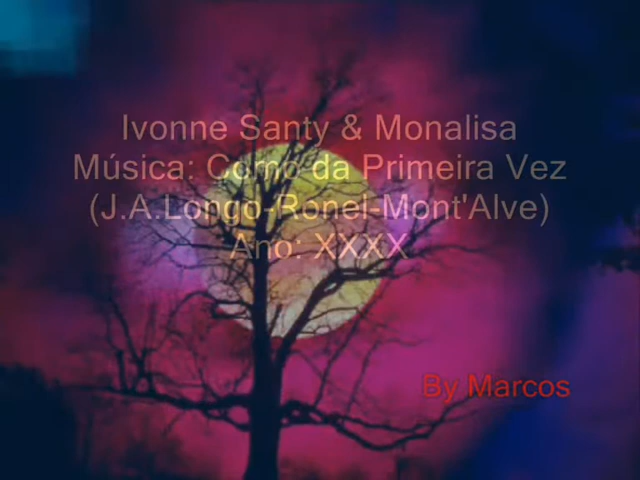 Ivonne Santy & Monalisa
Música: Como da Primeira Vez
(J.A.Longo-Ronel-Mont'Alve)
Ano: XXXX
By Marcos